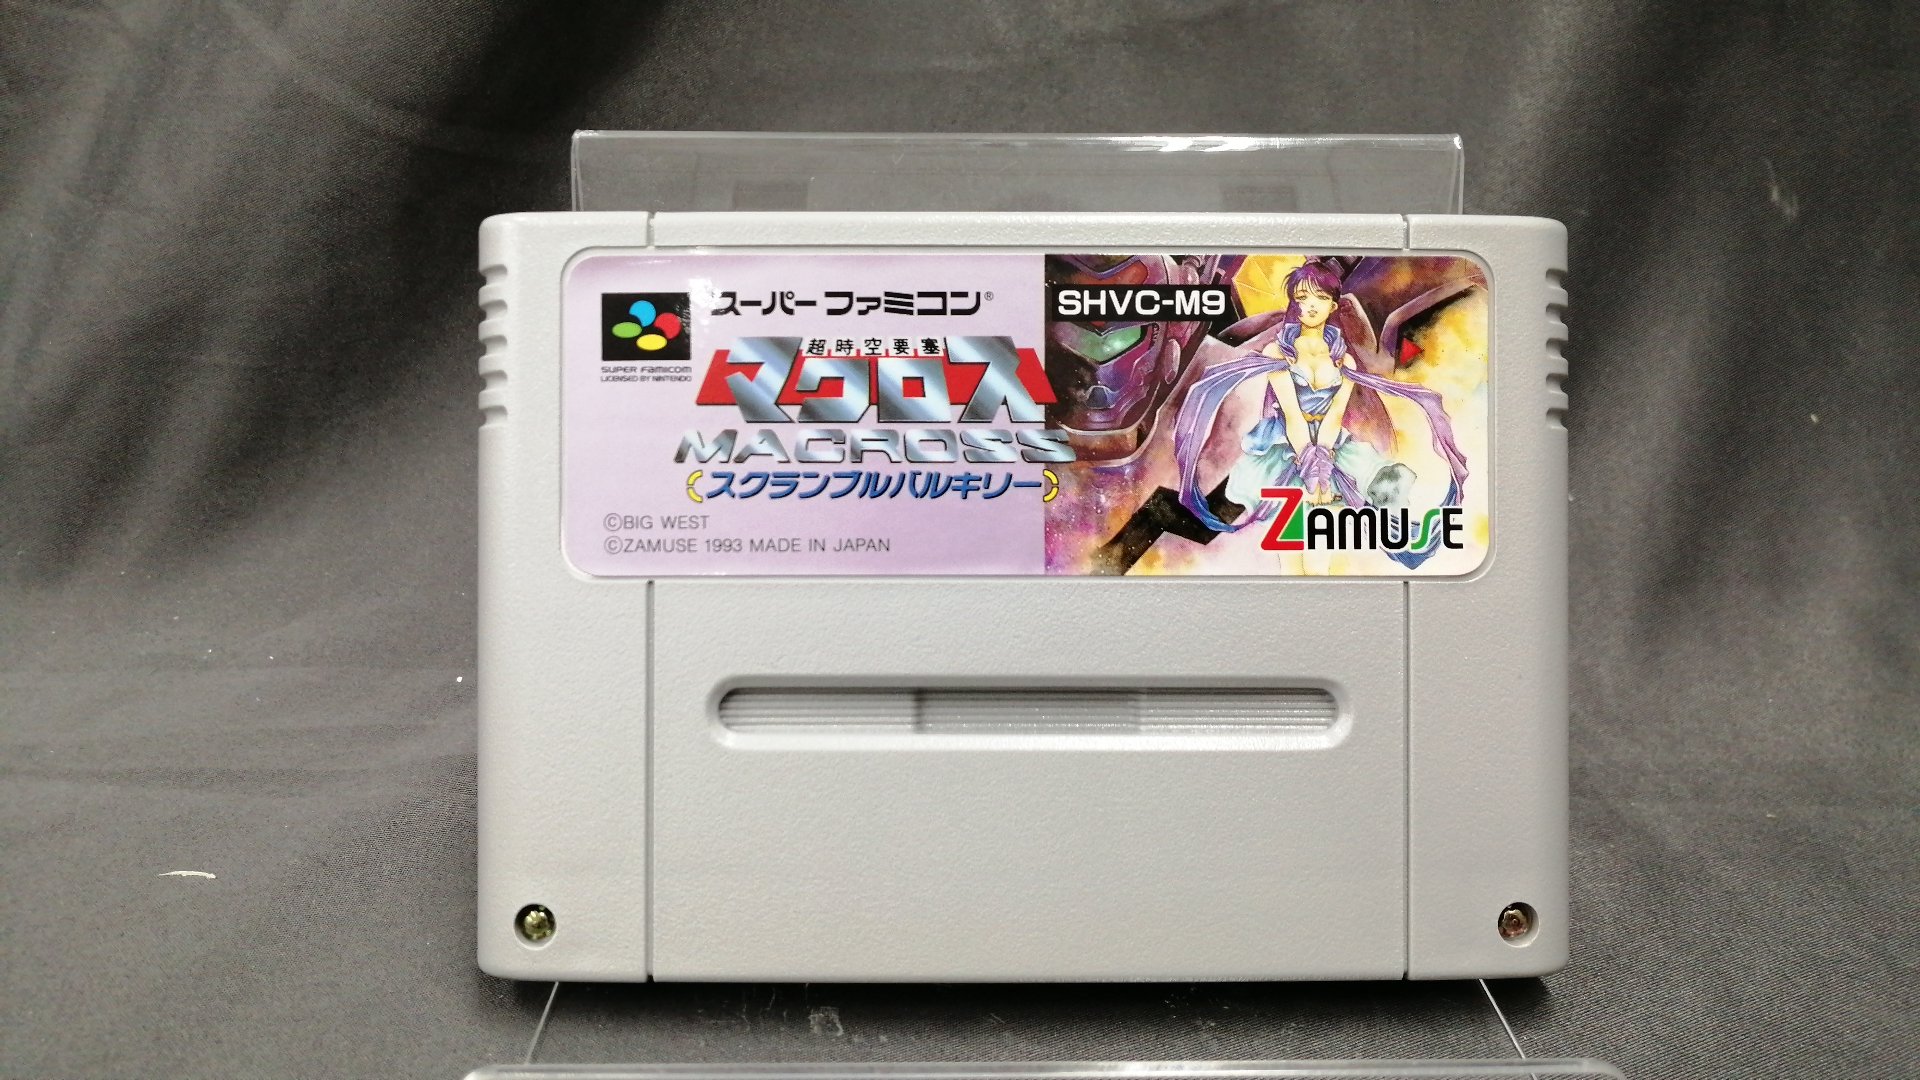 スーパーファミコン®
SHVC-M9
SUPER FAMICOM
LICENSED BY NINTENDO
超時空要塞
マクロス
MACROSS
スクランブルバルキリー
©BIG WEST
©ZAMUSE 1993 MADE IN JAPAN
ZAMUSE